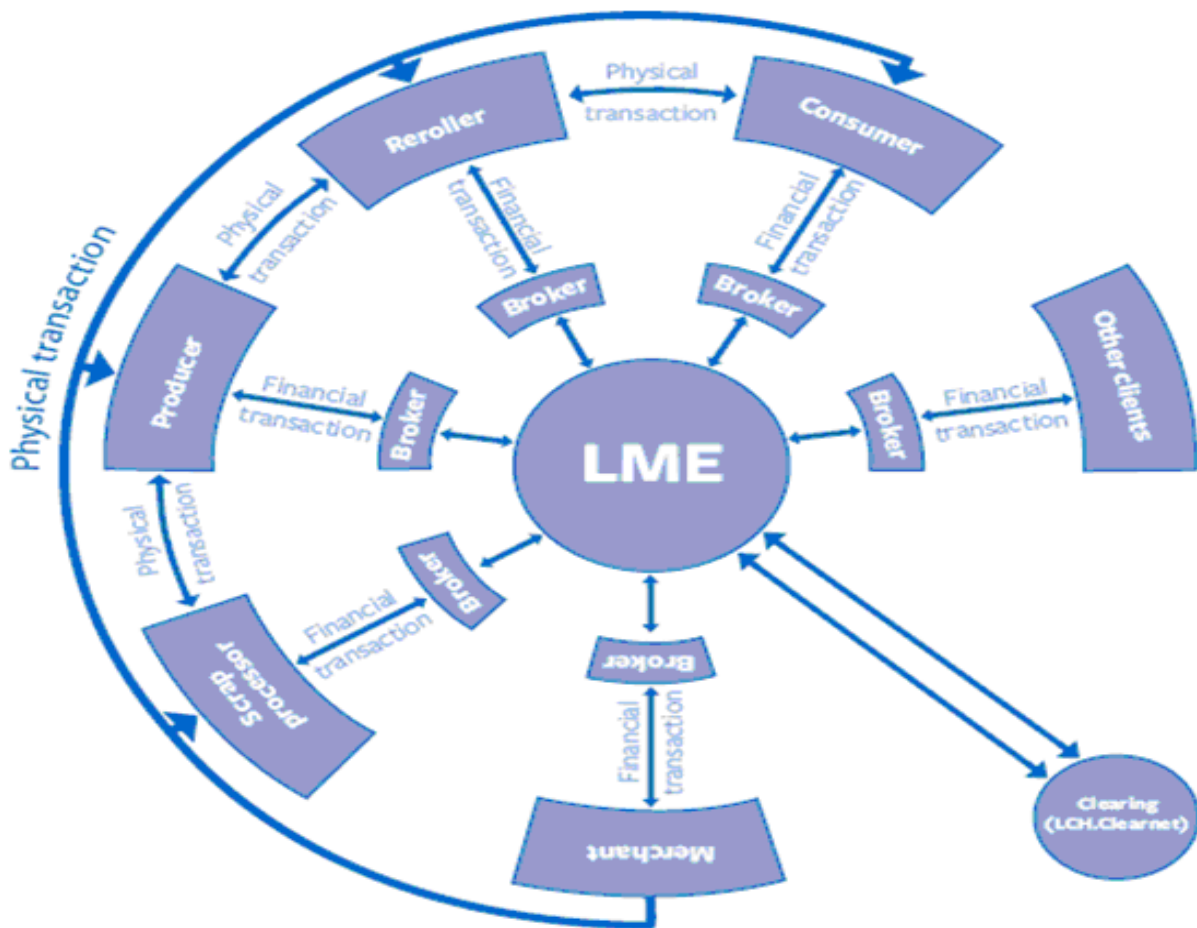 Physical
transaction
Reroller
Consumer
Physical
transaction
Financial
transaction
Financial
transaction
Physical transaction
Broker
Broker
Producer
Other clients
Financial
transaction
Broker
Broker
Financial
transaction
LME
Physical
transaction
Broker
Financial
transaction
Scrap
processor
Broker
Financial
transaction
Merchant
Clearing
(LCH.Clearnet)